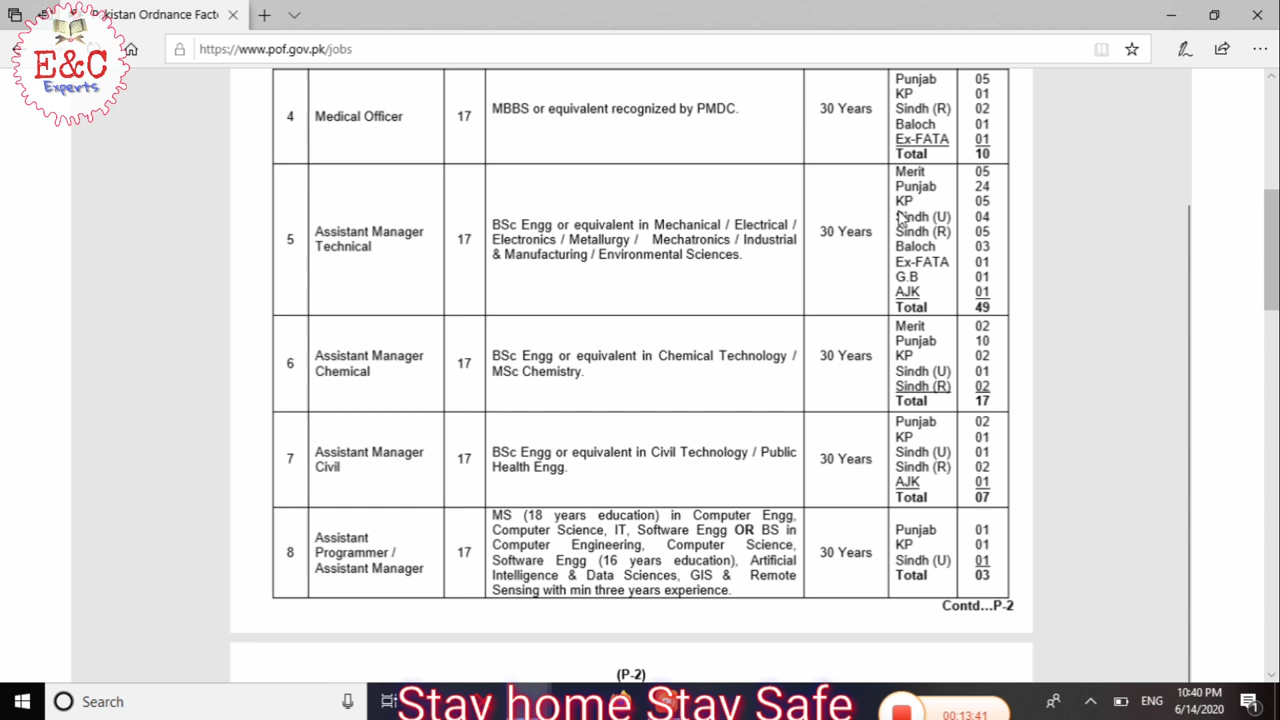 Pakistan Ordnance Facto
E&C
Experts
https://www.pof.gov.pk/jobs
4 Medical Officer 17 MBBS or equivalent recognized by PMDC. 30 Years
Punjab 05
KP 01
Sindh (R) 02
Baloch 01
Ex-FATA 01
Total 10
5 Assistant Manager Technical 17
BSc Engg or equivalent in Mechanical / Electrical /
Electronics / Metallurgy / Mechatronics / Industrial
& Manufacturing / Environmental Sciences.
30 Years
Merit 05
Punjab 24
KP 05
Sindh (U) 04
Sindh (R) 05
Baloch 03
Ex-FATA 01
G.B 01
AJK 01
Total 49
6 Assistant Manager Chemical 17
BSc Engg or equivalent in Chemical Technology /
MSc Chemistry.
30 Years
Merit 02
Punjab 10
KP 02
Sindh (U) 01
Sindh (R) 02
Total 17
7 Assistant Manager Civil 17
BSc Engg or equivalent in Civil Technology / Public
Health Engg.
30 Years
Punjab 02
KP 01
Sindh (U) 01
Sindh (R) 02
AJK 01
Total 07
8 Assistant Programmer / Assistant Manager 17
MS (18 years education) in Computer Engg,
Computer Science, IT, Software Engg OR BS in
Computer Engineering, Computer Science,
Software Engg (16 years education), Artificial
Intelligence & Data Sciences, GIS & Remote
Sensing with min three years experience.
30 Years
Punjab 01
KP 01
Sindh (U) 01
Total 03
Contd...P-2
(P-2)
Stay home Stay Safe
Search
00:13:41
ENG
10:40 PM
6/14/2020
1